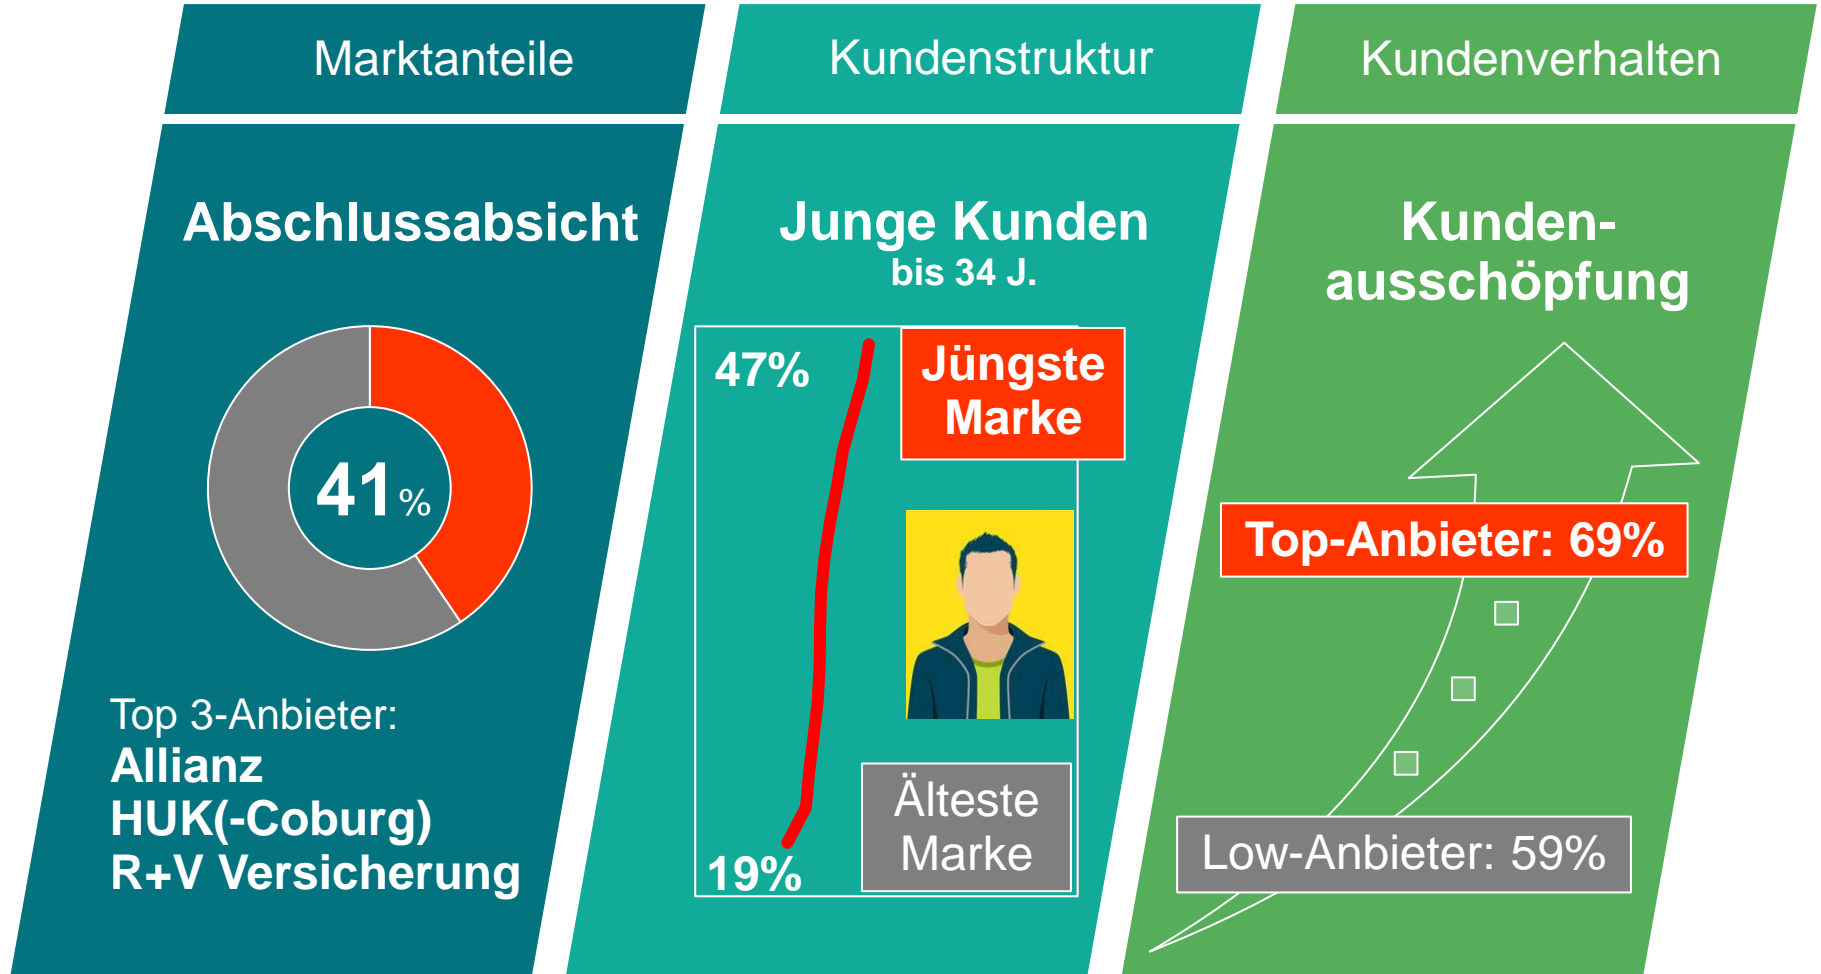 Marktanteile
Abschlussabsicht
41 %
Top 3-Anbieter:
Allianz
HUK(-Coburg)
R+V Versicherung
Kundenstruktur
Junge Kunden
bis 34 J.
47%
Jüngste
Marke
Älteste
Marke
19%
Kundenverhalten
Kunden-
ausschöpfung
Top-Anbieter: 69%
Low-Anbieter: 59%